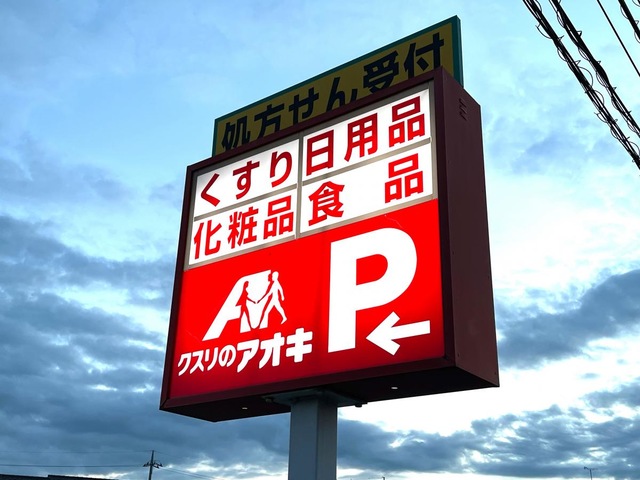 処方せん受付
くすり 日用品
化粧品 食品
P
クスリのアオキ